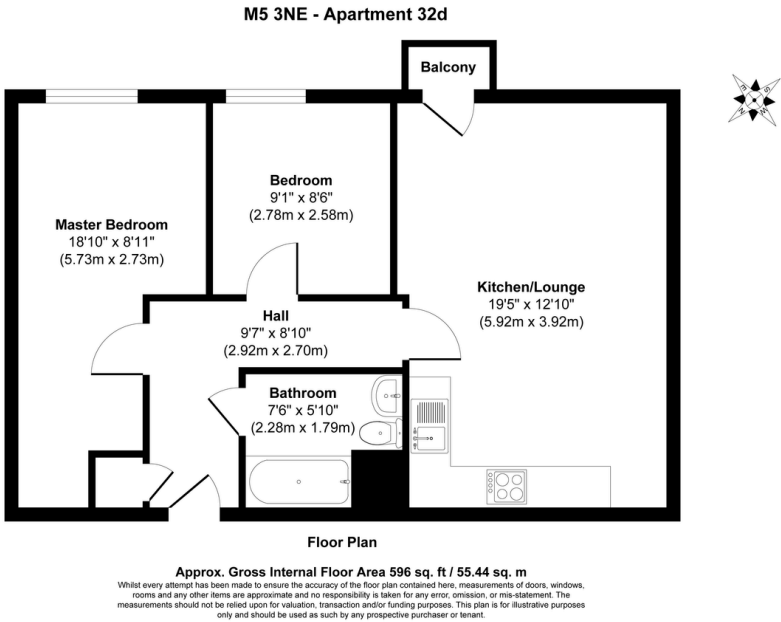 M5 3NE - Apartment 32d
Balcony
E
S
N
W
Bedroom
9'1" x 8'6"
(2.78m x 2.58m)
Master Bedroom
18'10" x 8'11"
(5.73m x 2.73m)
Kitchen/Lounge
19'5" x 12'10"
(5.92m x 3.92m)
Hall
9'7" x 8'10"
(2.92m x 2.70m)
Bathroom
7'6" x 5'10"
(2.28m x 1.79m)
Floor Plan
Approx. Gross Internal Floor Area 596 sq. ft / 55.44 sq. m
Whilst every attempt has been made to ensure the accuracy of the floor plan contained here, measurements of doors, windows,
rooms and any other items are approximate and no responsibility is taken for any error, omission, or mis-statement. The
measurements should not be relied upon for valuation, transaction and/or funding purposes. This plan is for illustrative purposes
only and should be used as such by any prospective purchaser or tenant.